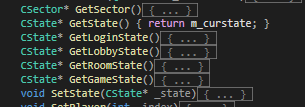 CSector* GetSector(){ ... }
CState* GetState() { return m_curstate; }
CState* GetLoginState(){ ... }
CState* GetLobbyState(){ ... }
CState* GetRoomState(){ ... }
CState* GetGameState(){ ... }
void SetState(CState* _state){ ... }
void SetPlayer(int _index){ ... }